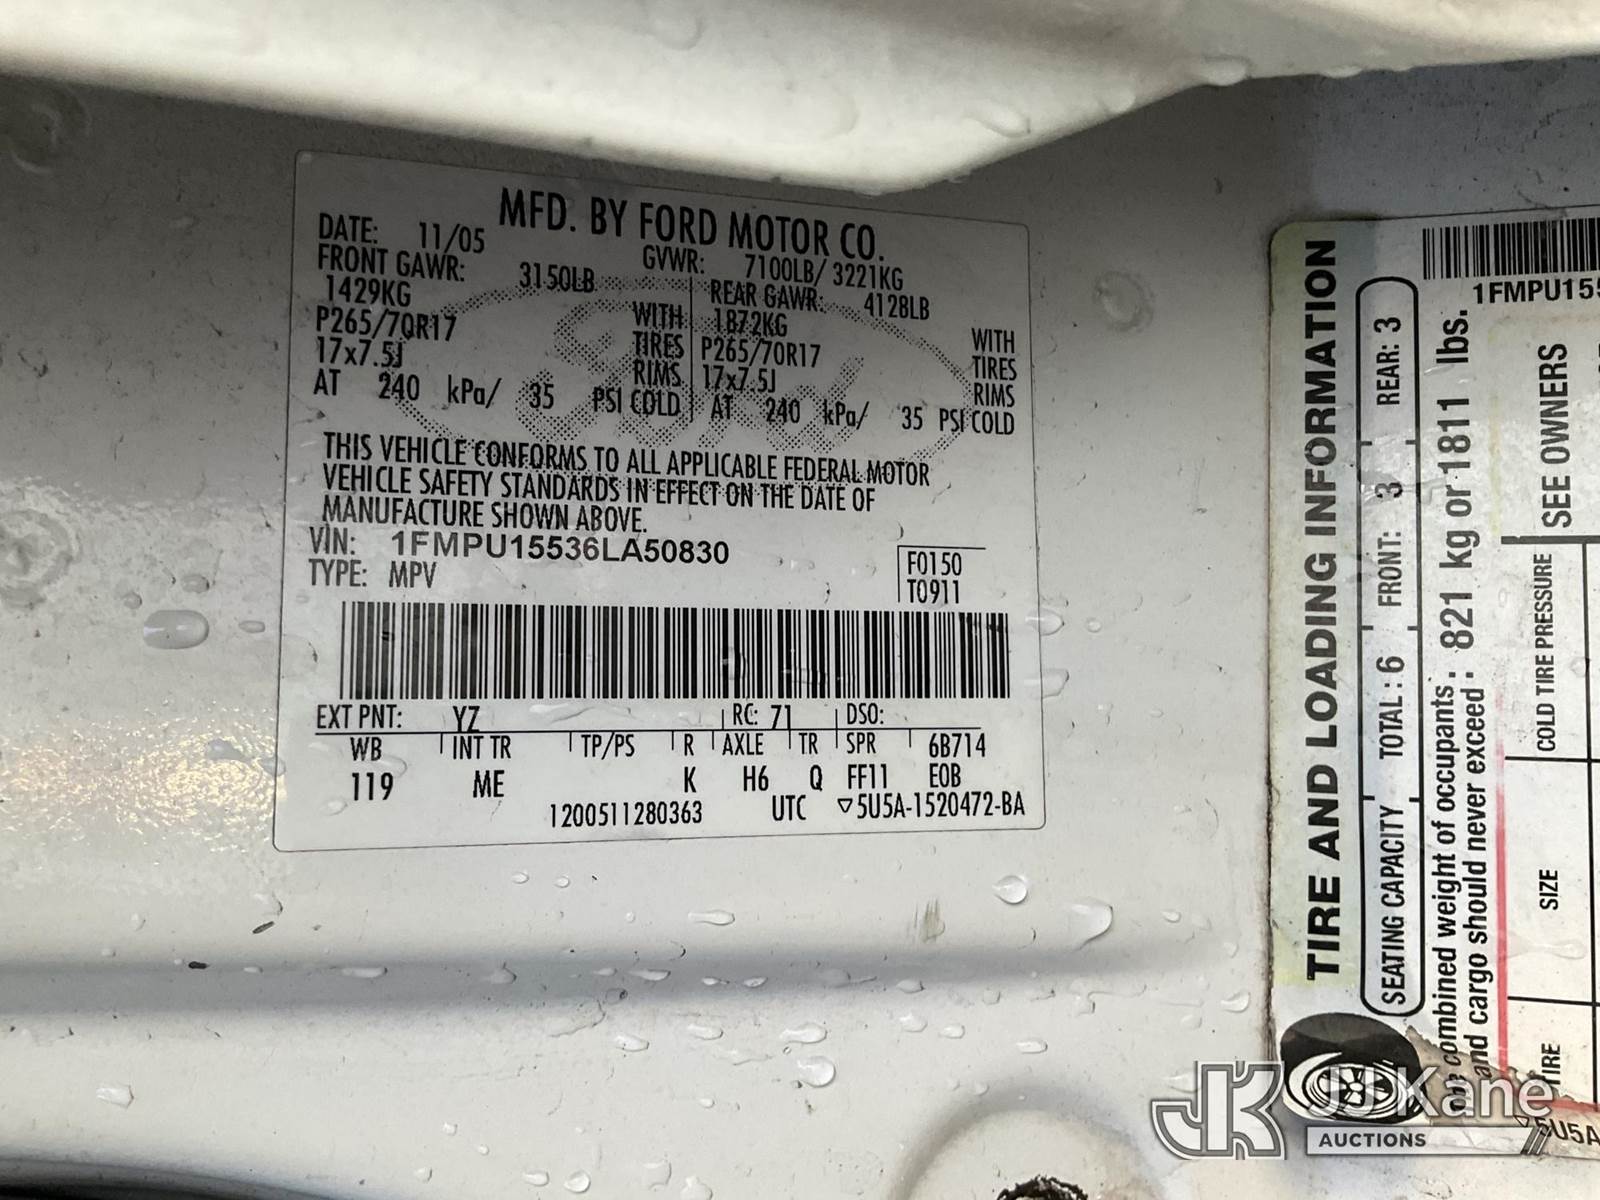 MFD. BY FORD MOTOR CO.
DATE: 11/05 GVWR: 7100LB/ 3221KG
FRONT GAWR: 3150LB REAR GAWR: 4128LB
1429KG WITH 1872KG WITH
P265/70R17 TIRES P265/70R17 TIRES
17x7.5J RIMS 17x7.5J RIMS
AT 240 kPa/ 35 PSI COLD AT 240 kPa/ 35 PSI COLD
Ford
THIS VEHICLE CONFORMS TO ALL APPLICABLE FEDERAL MOTOR
VEHICLE SAFETY STANDARDS IN EFFECT ON THE DATE OF
MANUFACTURE SHOWN ABOVE.
VIN: 1FMPU15536LA50830
TYPE: MPV
F0150
T0911
EXT PNT: YZ RC: 71 DSO:
WB INT TR TP/PS R AXLE TR SPR 6B714
119 ME K H6 Q FF11 EOB
1200511280363 UTC ▽5U5A-1520472-BA
TIRE AND LOADING INFORMATION
SEATING CAPACITY TOTAL: 6 FRONT: 3 REAR: 3
combined weight of occupants
and cargo should never exceed : 821 kg or 1811 lbs.
TIRE SIZE COLD TIRE PRESSURE SEE OWNERS
1FMPU155
▽5U5A
JK
JJ Kane
AUCTIONS